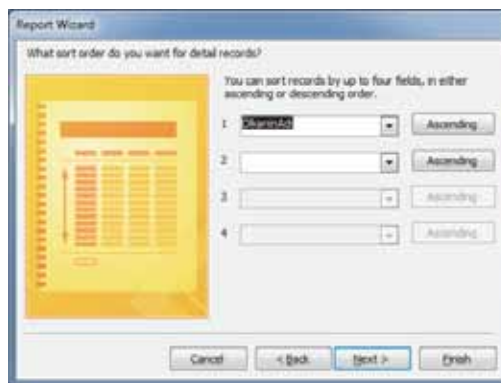 Report Wizard
What sort order do you want for detail records?
You can sort records by up to four fields, in either
ascending or descending order.
1 Ascending
2 Ascending
3 Ascending
4 Ascending
Cancel < Back Next > Finish